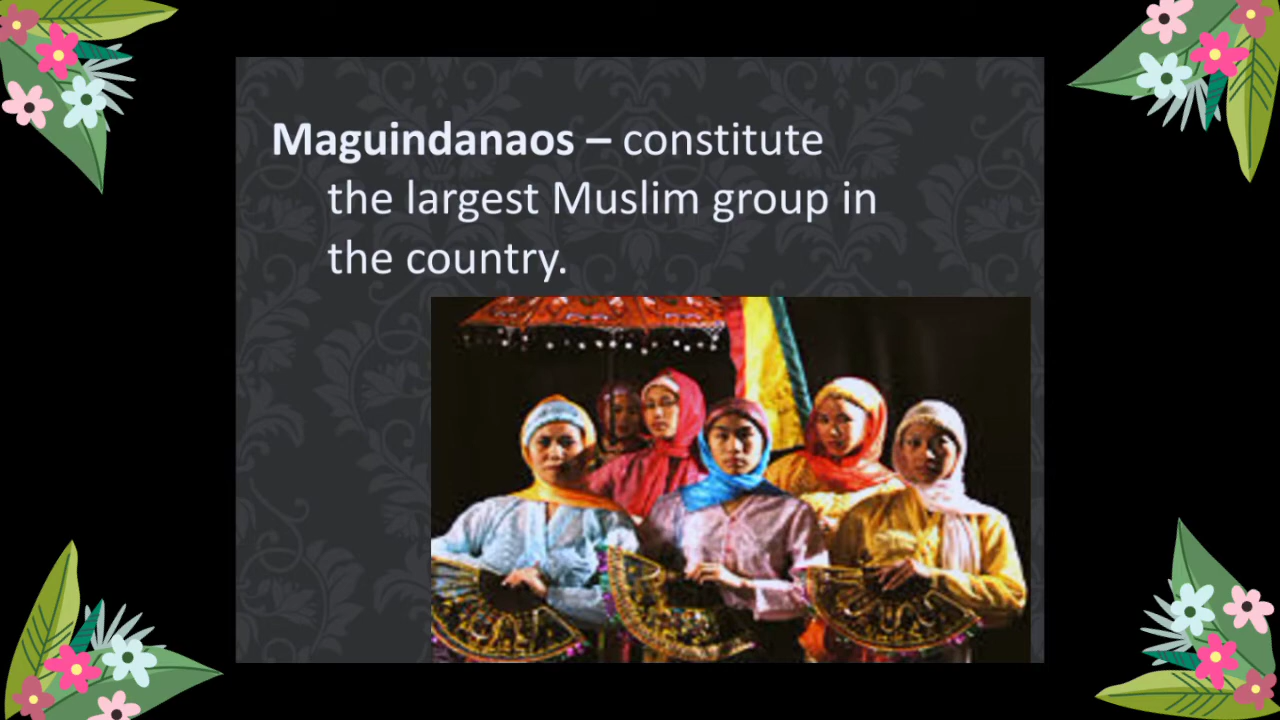 Maguindanaos – constitute
the largest Muslim group in
the country.